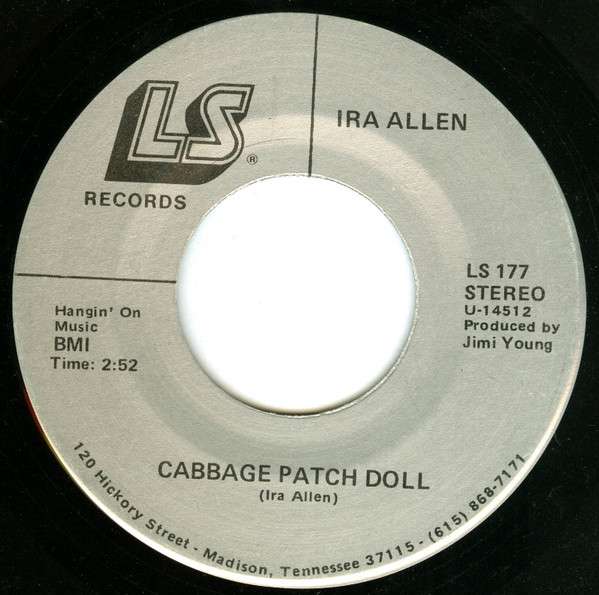 LS ®
RECORDS
IRA ALLEN
LS 177
STEREO
U-14512
Produced by
Jimi Young
Hangin' On
Music
BMI
Time: 2:52
CABBAGE PATCH DOLL
(Ira Allen)
120 Hickory Street - Madison, Tennessee 37115 - (615) 868-7171